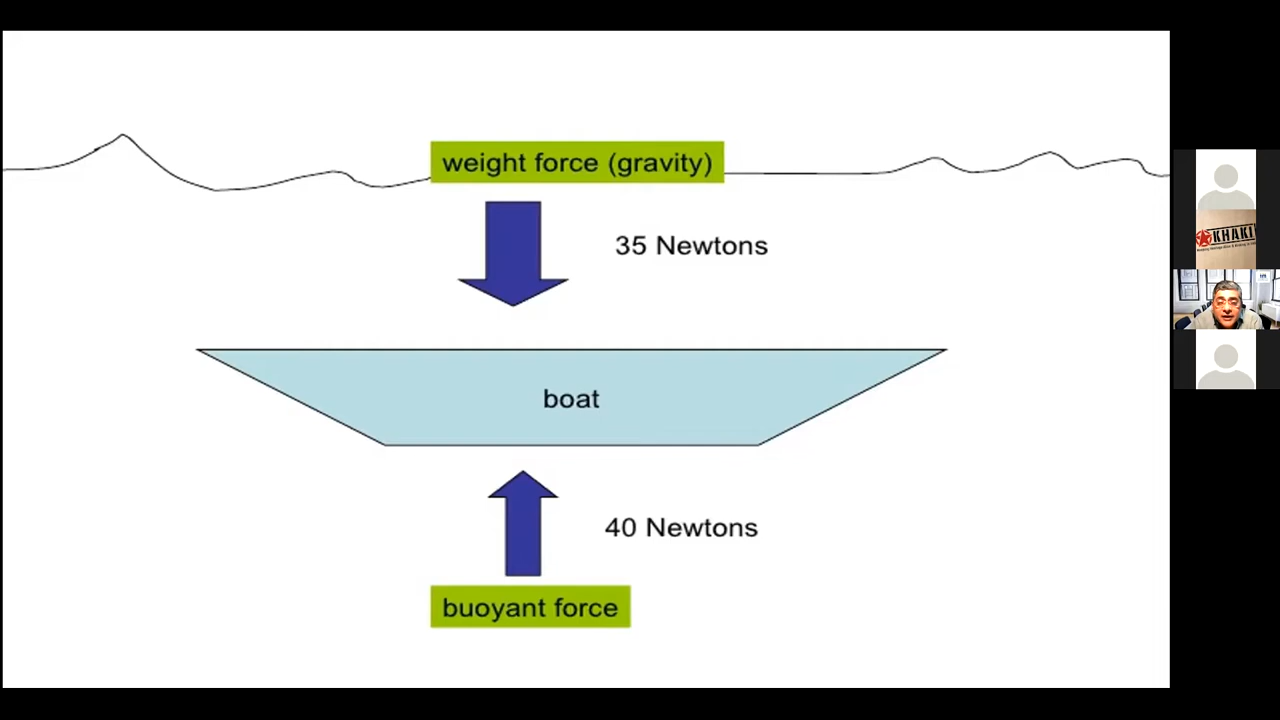 weight force (gravity)
35 Newtons
boat
40 Newtons
buoyant force
KHAKI